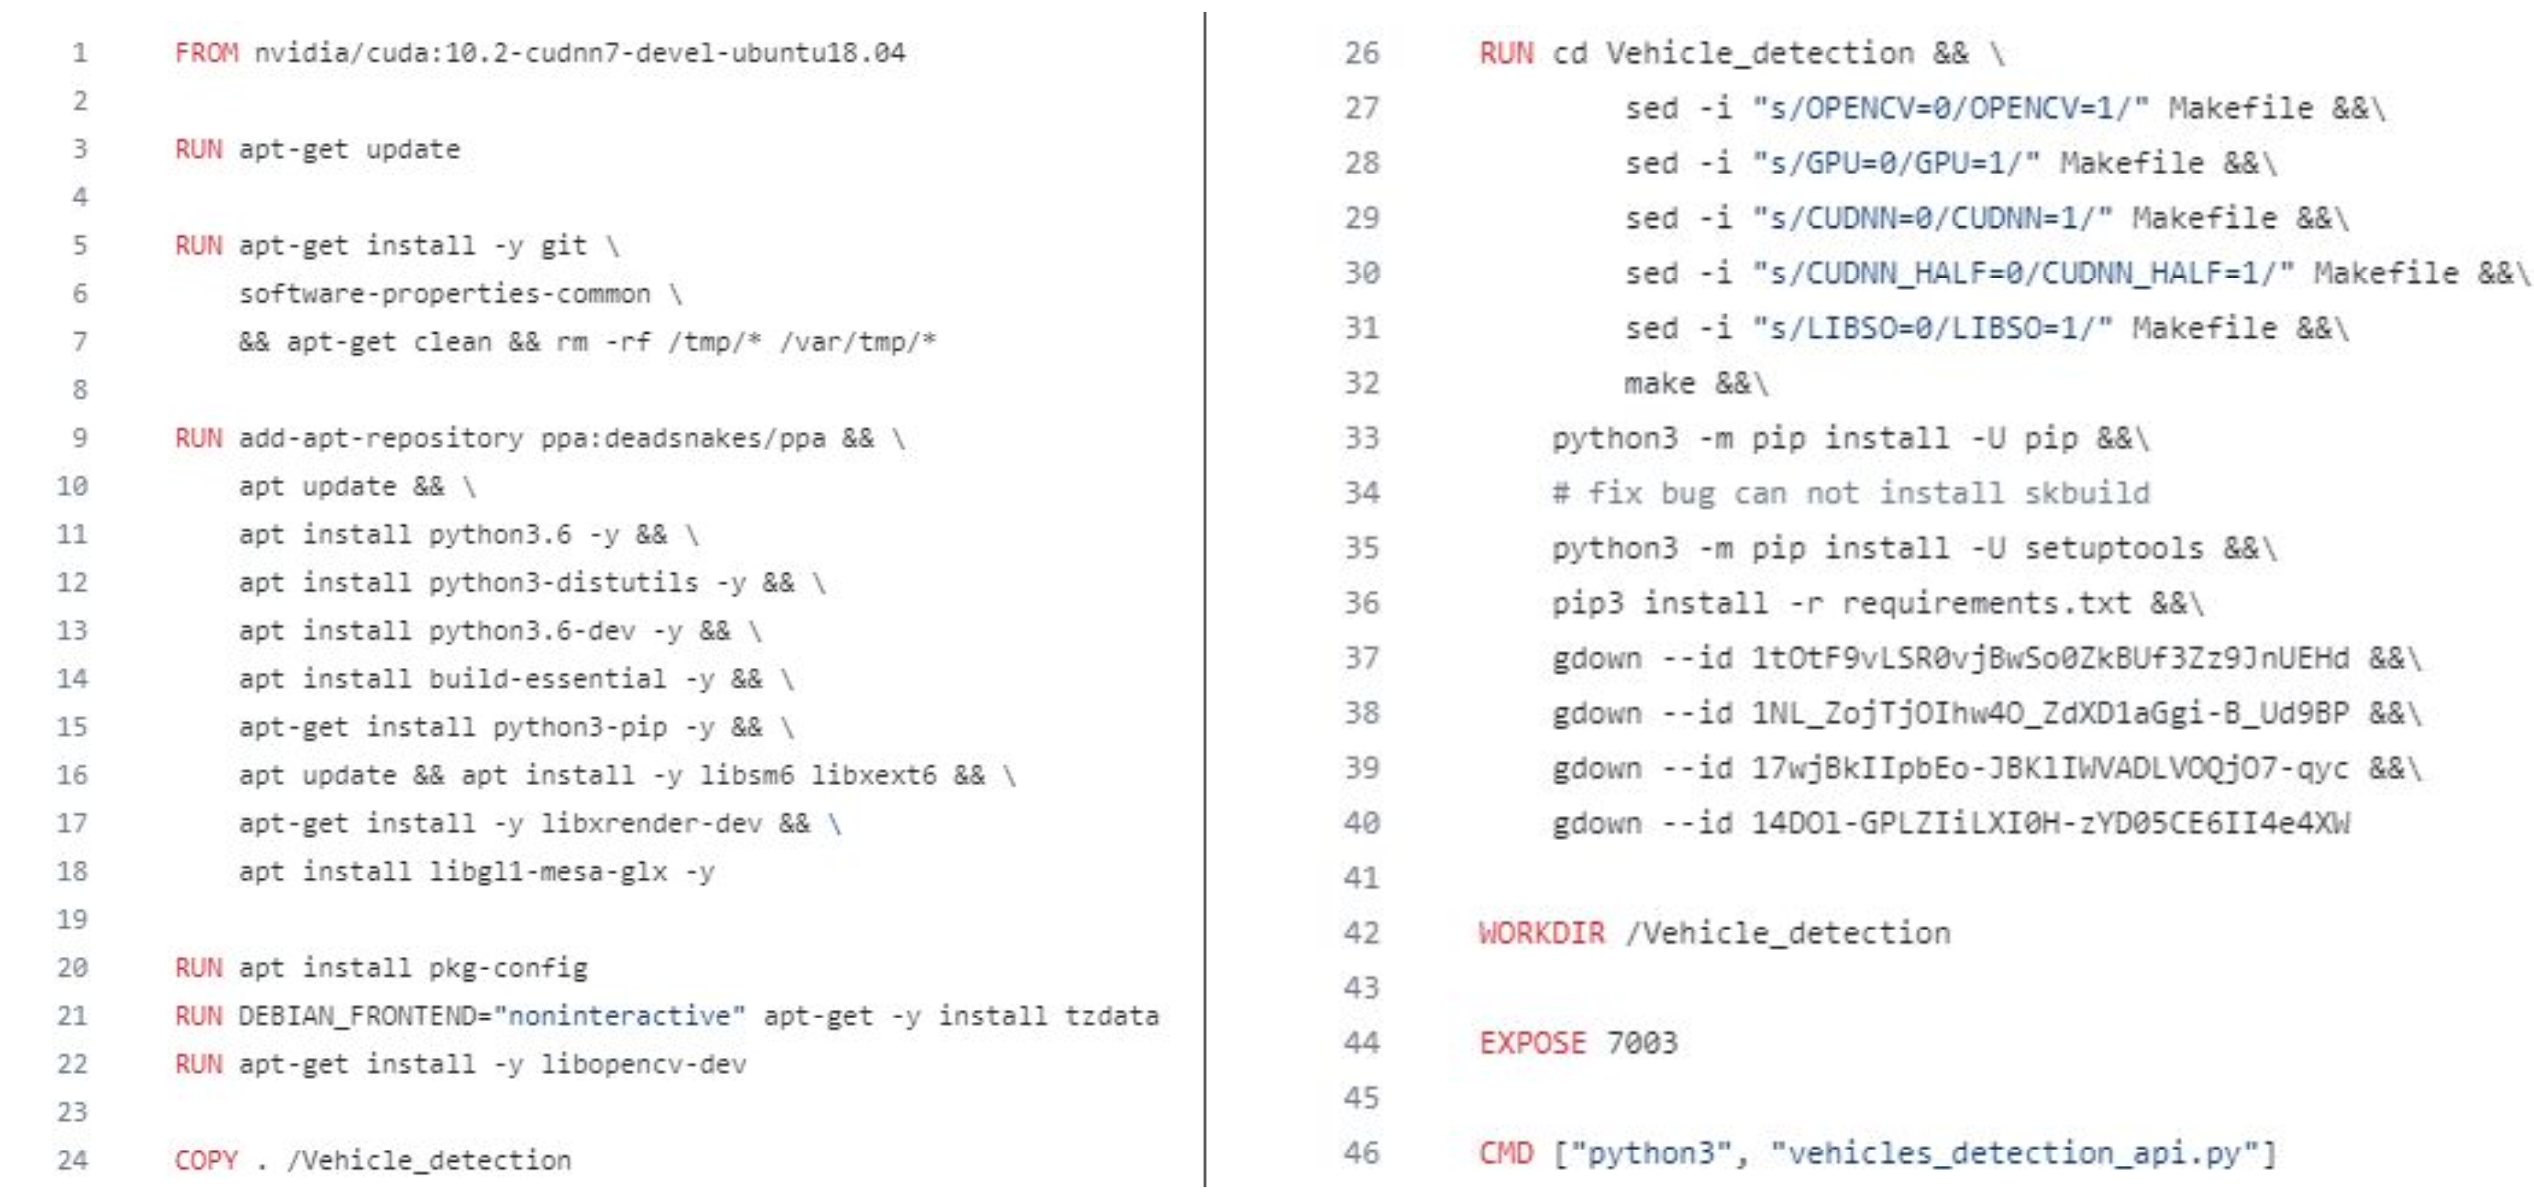 1 FROM nvidia/cuda:10.2-cudnn7-devel-ubuntu18.04
2
3 RUN apt-get update
4
5 RUN apt-get install -y git \
6 software-properties-common \
7 && apt-get clean && rm -rf /tmp/* /var/tmp/*
8
9 RUN add-apt-repository ppa:deadsnakes/ppa && \
10 apt update && \
11 apt install python3.6 -y && \
12 apt install python3-distutils -y && \
13 apt install python3.6-dev -y && \
14 apt install build-essential -y && \
15 apt-get install python3-pip -y && \
16 apt update && apt install -y libsm6 libxext6 && \
17 apt-get install -y libxrender-dev && \
18 apt install libgl1-mesa-glx -y
19
20 RUN apt install pkg-config
21 RUN DEBIAN_FRONTEND="noninteractive" apt-get -y install tzdata
22 RUN apt-get install -y libopencv-dev
23
24 COPY . /Vehicle_detection
26 RUN cd Vehicle_detection && \
27 sed -i "s/OPENCV=0/OPENCV=1/" Makefile &&\
28 sed -i "s/GPU=0/GPU=1/" Makefile &&\
29 sed -i "s/CUDNN=0/CUDNN=1/" Makefile &&\
30 sed -i "s/CUDNN_HALF=0/CUDNN_HALF=1/" Makefile &&\
31 sed -i "s/LIBSO=0/LIBSO=1/" Makefile &&\
32 make &&\
33 python3 -m pip install -U pip &&\
34 # fix bug can not install skbuild
35 python3 -m pip install -U setuptools &&\
36 pip3 install -r requirements.txt &&\
37 gdown --id 1tOtF9vLSR0vjBwSo0ZkBUf3Zz9JnUEHd &&\
38 gdown --id 1NL_ZojTjOIhw4O_ZdXD1aGgi-B_Ud9BP &&\
39 gdown --id 17wjBkIIpbEo-JBKlIWVADLVOQjO7-qyc &&\
40 gdown --id 14DOl-GPLZIiLXI0H-zYD05CE6II4e4XW
41
42 WORKDIR /Vehicle_detection
43
44 EXPOSE 7003
45
46 CMD ["python3", "vehicles_detection_api.py"]